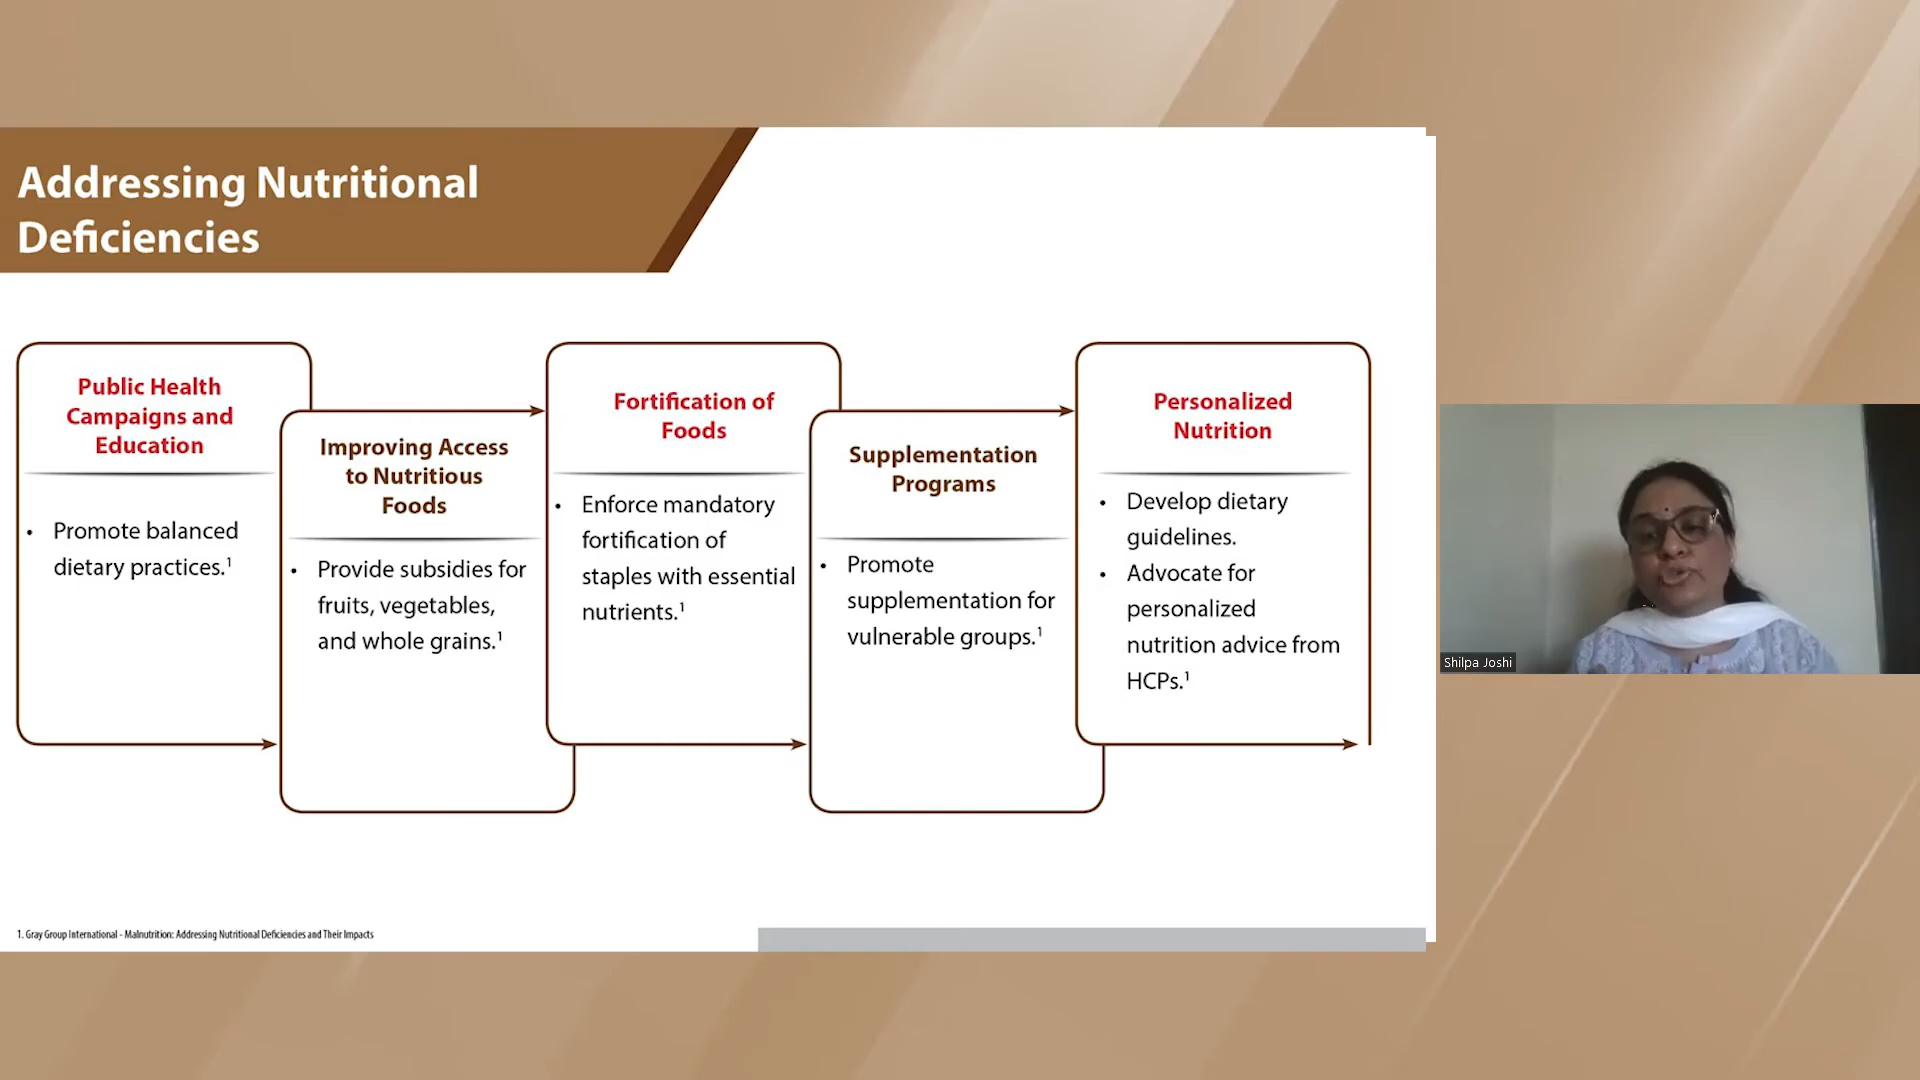 Addressing Nutritional
Deficiencies
Public Health
Campaigns and
Education
• Promote balanced
dietary practices.¹
Improving Access
to Nutritious
Foods
• Provide subsidies for
fruits, vegetables,
and whole grains.¹
Fortification of
Foods
• Enforce mandatory
fortification of
staples with essential
nutrients.¹
Supplementation
Programs
• Promote
supplementation for
vulnerable groups.¹
Personalized
Nutrition
• Develop dietary
guidelines.
• Advocate for
personalized
nutrition advice from
HCPs.¹
1. Gray Group International - Malnutrition: Addressing Nutritional Deficiencies and Their Impacts
Shilpa Joshi